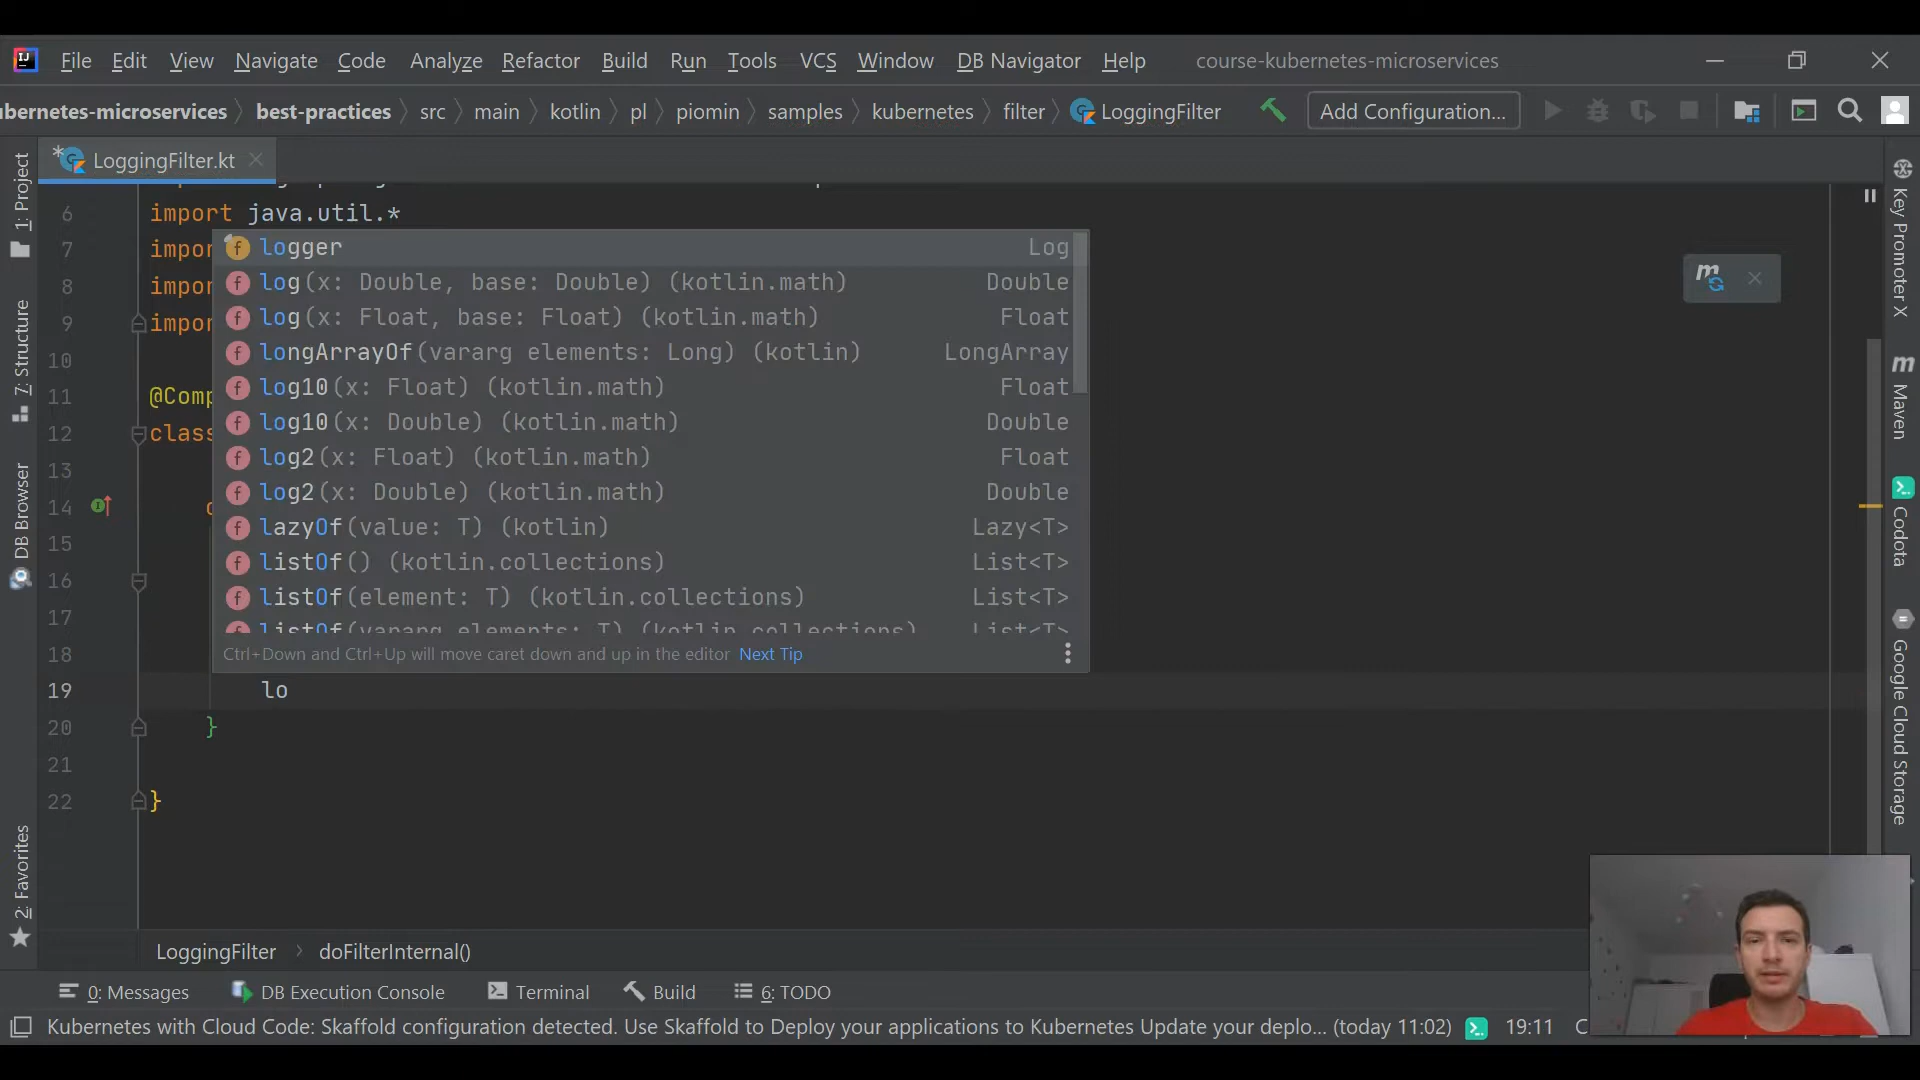 File Edit View Navigate Code Analyze Refactor Build Run Tools VCS Window DB Navigator Help course-kubernetes-microservices
ubernetes-microservices best-practices src main kotlin pl piomin samples kubernetes filter LoggingFilter Add Configuration...
LoggingFilter.kt
6 import java.util.*
7 impor
8 impor
9 impor
10
11 @Comp
12 class
13
14
15
16
17
18
19 lo
20 }
21
22 }
logger Log
log(x: Double, base: Double) (kotlin.math) Double
log(x: Float, base: Float) (kotlin.math) Float
longArrayOf(vararg elements: Long) (kotlin) LongArray
log10(x: Float) (kotlin.math) Float
log10(x: Double) (kotlin.math) Double
log2(x: Float) (kotlin.math) Float
log2(x: Double) (kotlin.math) Double
lazyOf(value: T) (kotlin) Lazy<T>
listOf() (kotlin.collections) List<T>
listOf(element: T) (kotlin.collections) List<T>
listOf(vararg elements: T) (kotlin.collections) List<T>
Ctrl+Down and Ctrl+Up will move caret down and up in the editor Next Tip
1: Project
7: Structure
DB Browser
2: Favorites
Key Promoter X
Maven
Codota
Google Cloud Storage
LoggingFilter doFilterInternal()
0: Messages DB Execution Console Terminal Build 6: TODO
Kubernetes with Cloud Code: Skaffold configuration detected. Use Skaffold to Deploy your applications to Kubernetes Update your deplo... (today 11:02) 19:11 C